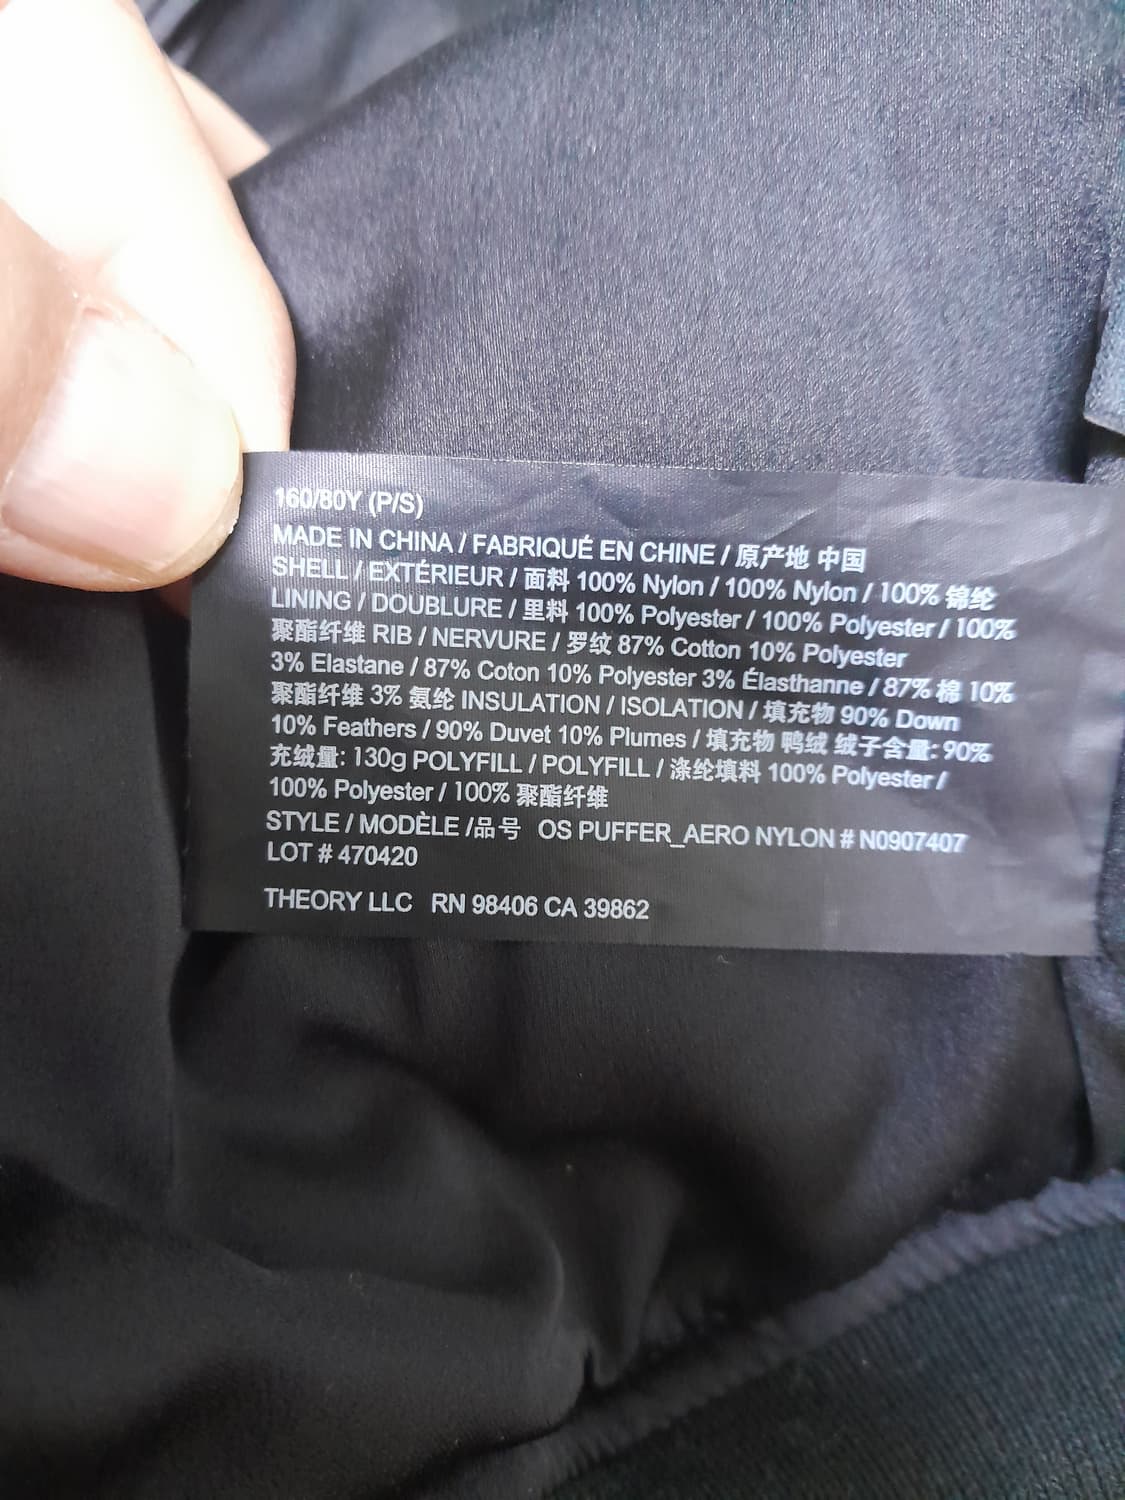 160/80Y (P/S)
MADE IN CHINA / FABRIQUÉ EN CHINE / 原产地 中国
SHELL / EXTÉRIEUR / 面料 100% Nylon / 100% Nylon / 100% 锦纶
LINING / DOUBLURE / 里料 100% Polyester / 100% Polyester / 100%
聚酯纤维 RIB / NERVURE / 罗纹 87% Cotton 10% Polyester
3% Elastane / 87% Coton 10% Polyester 3% Élasthanne / 87% 棉 10%
聚酯纤维 3% 氨纶 INSULATION / ISOLATION / 填充物 90% Down
10% Feathers / 90% Duvet 10% Plumes / 填充物 鸭绒 绒子含量: 90%
充绒量: 130g POLYFILL / POLYFILL / 涤纶填料 100% Polyester /
100% Polyester / 100% 聚酯纤维
STYLE / MODÈLE /品号 OS PUFFER_AERO NYLON # N0907407
LOT # 470420
THEORY LLC RN 98406 CA 39862